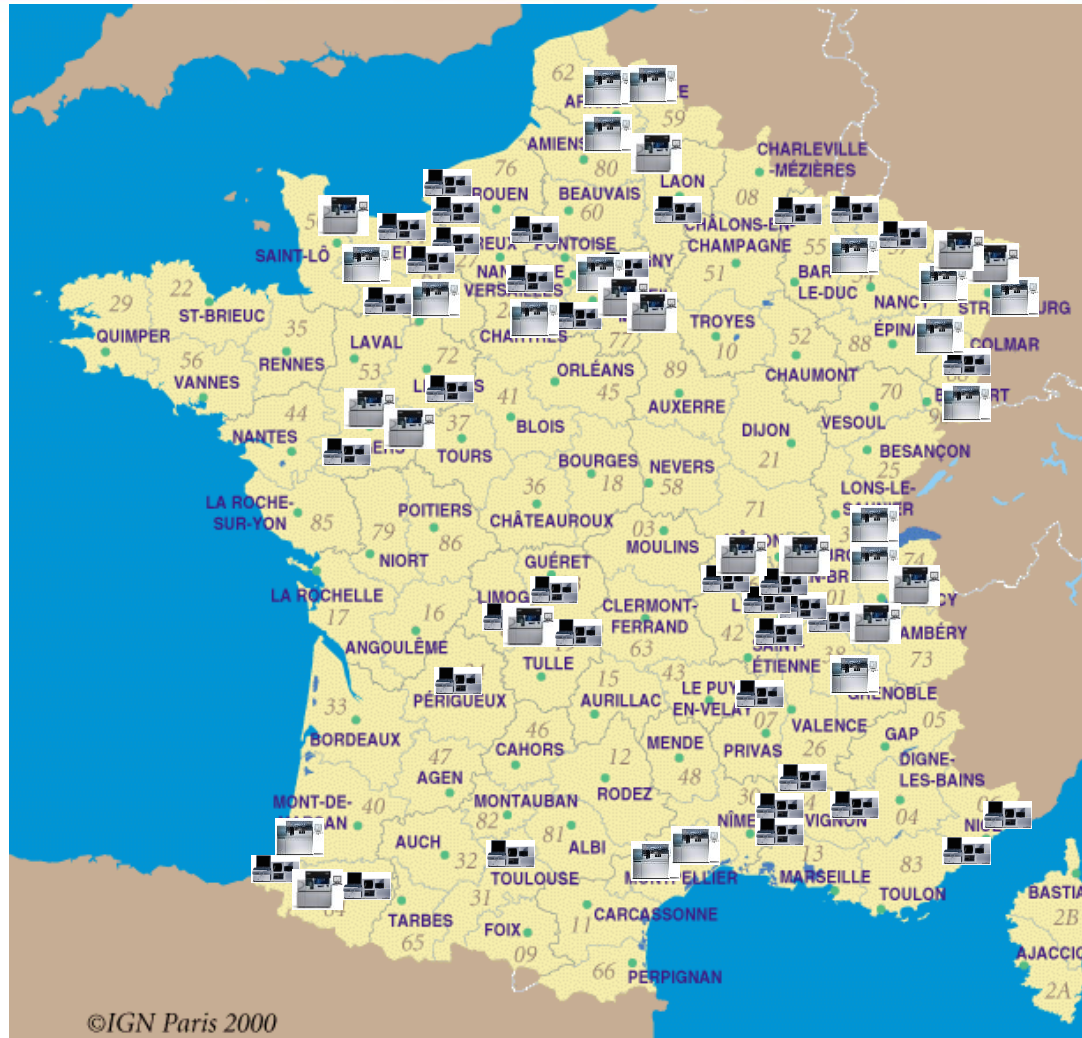 62
59
AMIENS
80
CHARLEVILLE
-MÉZIÈRES
76
ROUEN
BEAUVAIS
60
LAON
08
SAINT-LÔ
PONTOISE
CHÂLONS-EN-
CHAMPAGNE
51
55
BAR
LE-DUC
NANCY
VERSAILLES
29
22
ST-BRIEUC
QUIMPER
56
VANNES
35
RENNES
LAVAL
53
72
CHARTRES
77
TROYES
10
52
CHAUMONT
88
COLMAR
ORLÉANS
45
89
AUXERRE
70
VESOUL
44
NANTES
41
BLOIS
37
TOURS
DIJON
21
BESANÇON
25
BOURGES
18
NEVERS
58
LONS-LE-
LA ROCHE-
SUR-YON
85
79
POITIERS
86
NIORT
36
CHÂTEAUROUX
03
MOULINS
71
74
GUÉRET
01
LA ROCHELLE
17
16
ANGOULÊME
CLERMONT-
FERRAND
63
42
ÉTIENNE
73
TULLE
15
AURILLAC
43
LE PUY
EN-VELAY
GRENOBLE
PÉRIGUEUX
33
BORDEAUX
46
CAHORS
12
RODEZ
MENDE
48
07
PRIVAS
VALENCE
26
05
GAP
DIGNE-
LES-BAINS
04
47
AGEN
MONT-DE-
40
MONTAUBAN
82
81
ALBI
30
AUCH
32
TOULOUSE
31
13
MARSEILLE
83
TOULON
MONTPELLIER
TARBES
65
FOIX
09
11
CARCASSONNE
66
PERPIGNAN
BASTIA
2B
AJACCIO
2A
©IGN Paris 2000